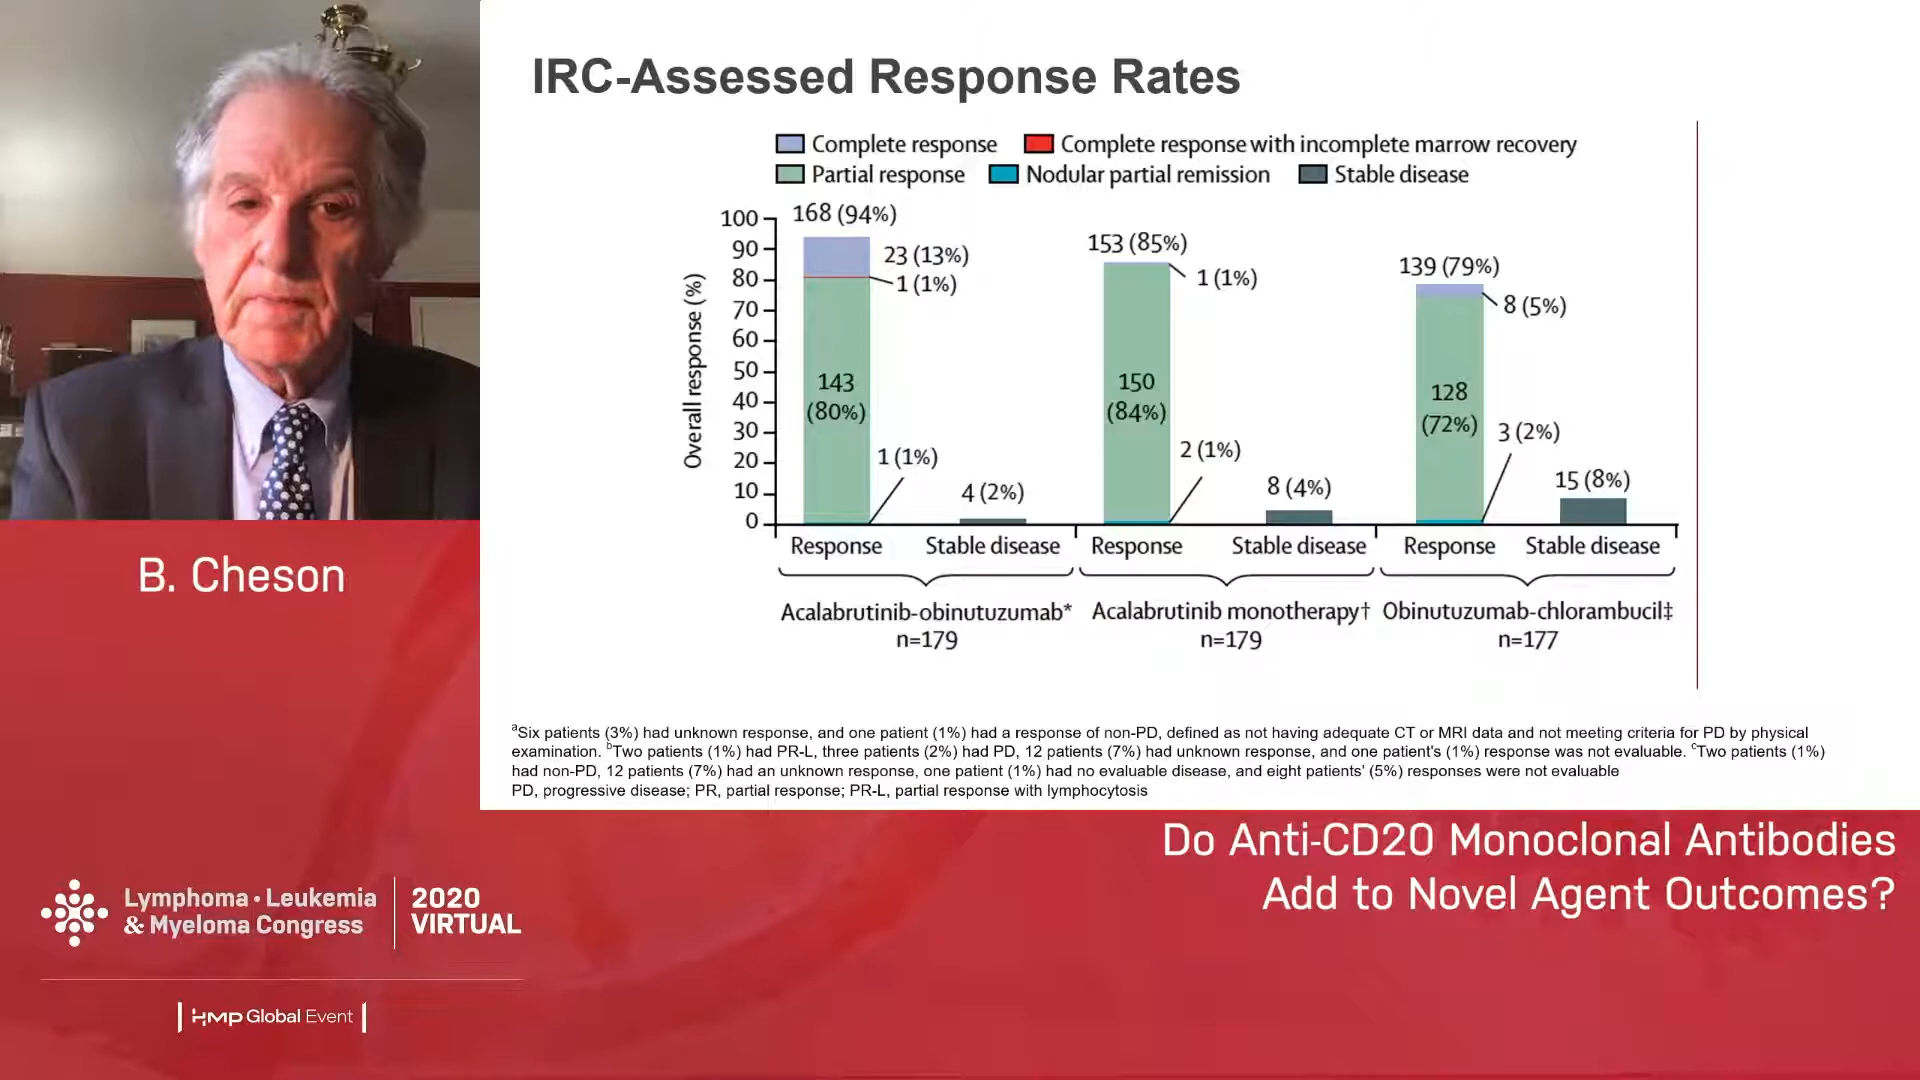 IRC-Assessed Response Rates
Complete response
Complete response with incomplete marrow recovery
Partial response
Nodular partial remission
Stable disease
Overall response (%)
100
90
80
70
60
50
40
30
20
10
0
168 (94%)
23 (13%)
1 (1%)
143
(80%)
1 (1%)
4 (2%)
153 (85%)
1 (1%)
150
(84%)
2 (1%)
8 (4%)
139 (79%)
8 (5%)
128
(72%)
3 (2%)
15 (8%)
Response
Stable disease
Response
Stable disease
Response
Stable disease
Acalabrutinib-obinutuzumab*
n=179
Acalabrutinib monotherapy†
n=179
Obinutuzumab-chlorambucil‡
n=177
aSix patients (3%) had unknown response, and one patient (1%) had a response of non-PD, defined as not having adequate CT or MRI data and not meeting criteria for PD by physical
examination. bTwo patients (1%) had PR-L, three patients (2%) had PD, 12 patients (7%) had unknown response, and one patient's (1%) response was not evaluable. cTwo patients (1%)
had non-PD, 12 patients (7%) had an unknown response, one patient (1%) had no evaluable disease, and eight patients' (5%) responses were not evaluable
PD, progressive disease; PR, partial response; PR-L, partial response with lymphocytosis
B. Cheson
Do Anti-CD20 Monoclonal Antibodies
Add to Novel Agent Outcomes?
Lymphoma • Leukemia
& Myeloma Congress
2020
VIRTUAL
HMP Global Event